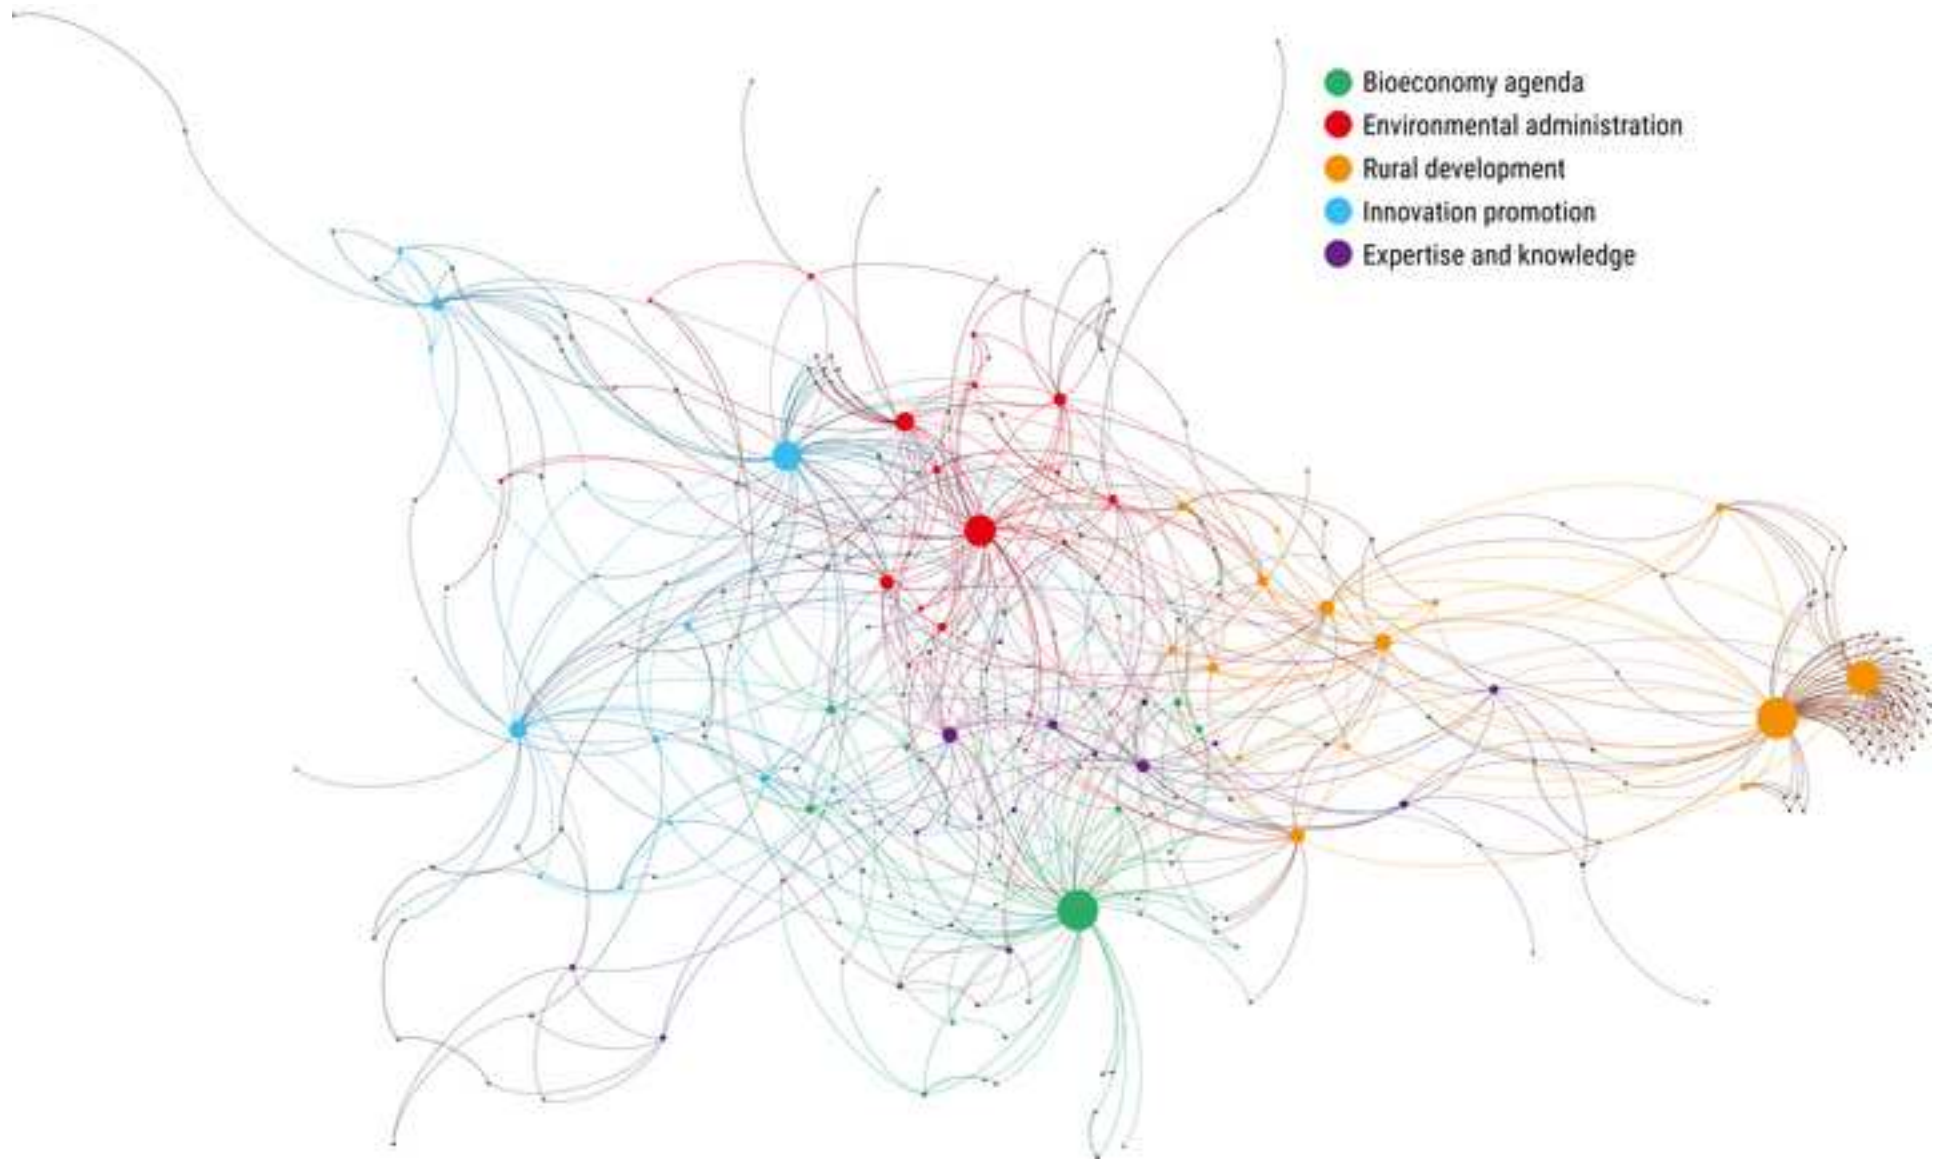 Bioeconomy agenda
Environmental administration
Rural development
Innovation promotion
Expertise and knowledge